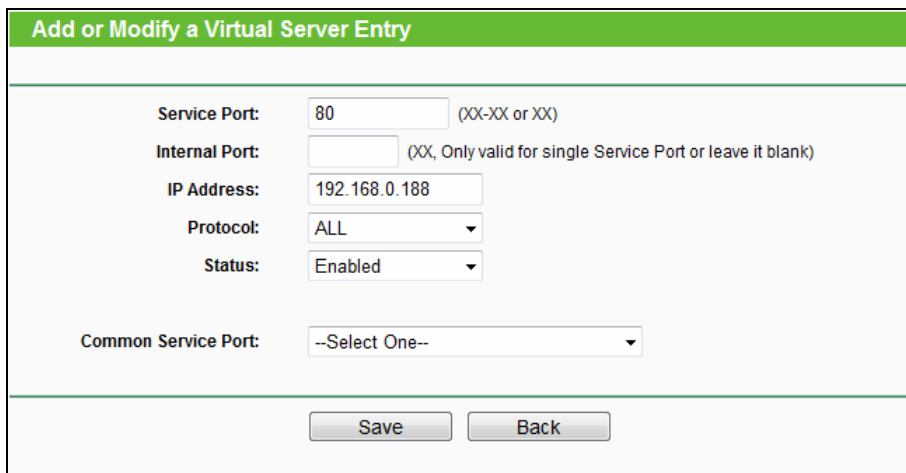 Add or Modify a Virtual Server Entry
Service Port: 80 (XX-XX or XX)
Internal Port: (XX, Only valid for single Service Port or leave it blank)
IP Address: 192.168.0.188
Protocol: ALL
Status: Enabled
Common Service Port: --Select One--
Save Back